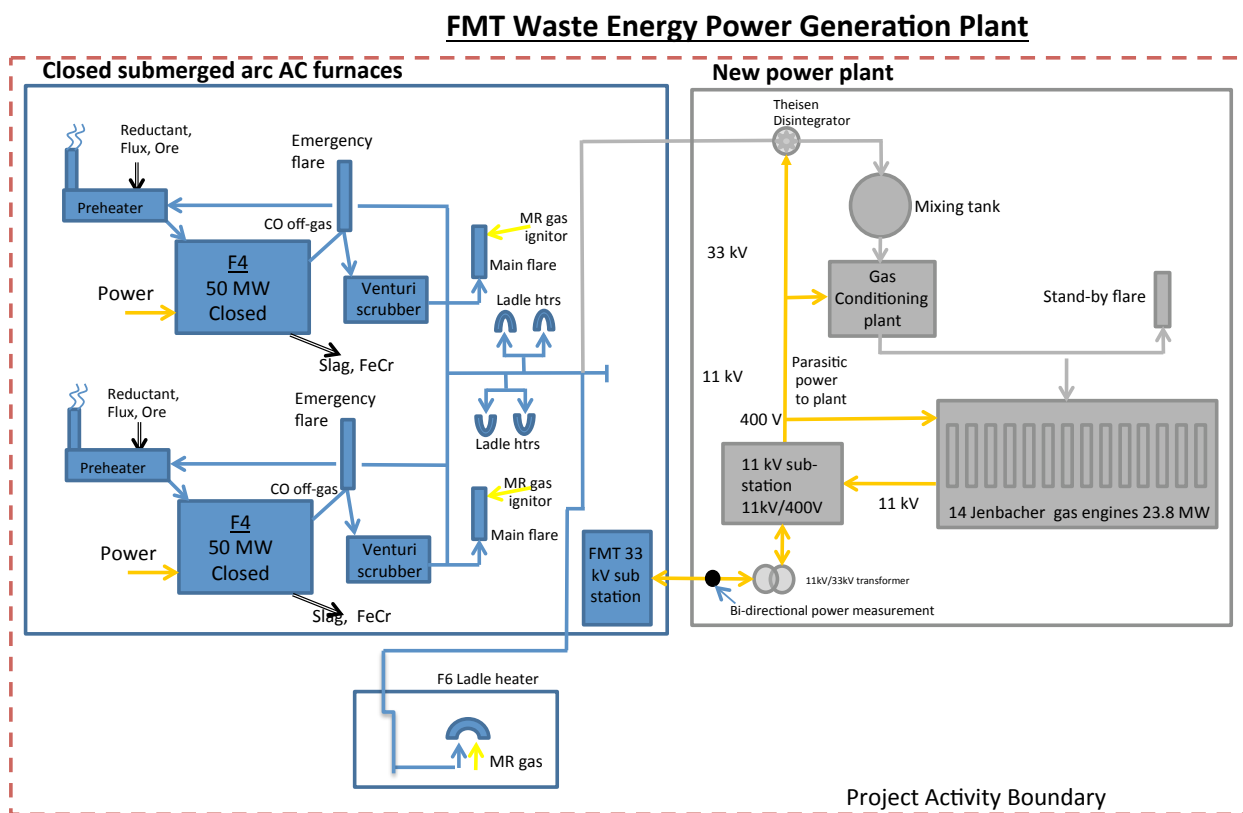 FMT Waste Energy Power Generation Plant
Closed submerged arc AC furnaces
New power plant
Reductant,
Flux, Ore
Emergency
flare
Preheater
CO off-gas
F4
50 MW
Closed
Power
Venturi
scrubber
MR gas
ignitor
Main flare
Ladle htrs
Slag, FeCr
Ladle htrs
Reductant,
Flux, Ore
Emergency
flare
Preheater
CO off-gas
F4
50 MW
Closed
Power
Venturi
scrubber
MR gas
ignitor
Main flare
Slag, FeCr
FMT 33
kV sub
station
F6 Ladle heater
MR gas
Theisen
Disintegrator
Mixing tank
33 kV
Gas
Conditioning
plant
Stand-by flare
11 kV
Parasitic
power
to plant
400 V
11 kV sub-
station
11kV/400V
11 kV
14 Jenbacher gas engines 23.8 MW
11kV/33kV transformer
Bi-directional power measurement
Project Activity Boundary